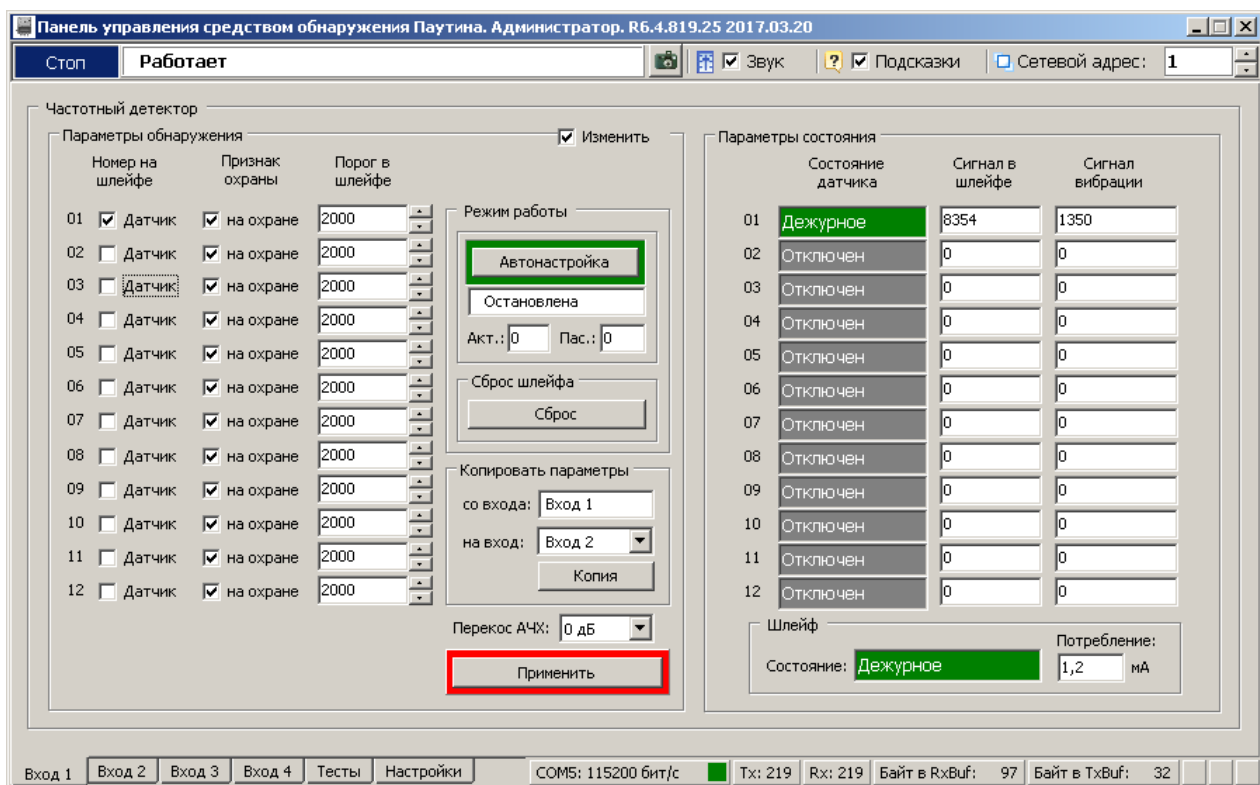 Панель управления средством обнаружения Паутина. Администратор. R6.4.819.25 2017.03.20
Стоп Работает Звук Подсказки Сетевой адрес: 1
Частотный детектор
Параметры обнаружения Изменить Параметры состояния
Номер на шлейфе Признак охраны Порог в шлейфе Состояние датчика Сигнал в шлейфе Сигнал вибрации
01 Датчик на охране 2000 Режим работы 01 Дежурное 8354 1350
02 Датчик на охране 2000 Автонастройка 02 Отключен 0 0
03 Датчик на охране 2000 Остановлена 03 Отключен 0 0
04 Датчик на охране 2000 Акт.: 0 Пас.: 0 04 Отключен 0 0
05 Датчик на охране 2000 05 Отключен 0 0
06 Датчик на охране 2000 Сброс шлейфа 06 Отключен 0 0
07 Датчик на охране 2000 Сброс 07 Отключен 0 0
08 Датчик на охране 2000 Копировать параметры 08 Отключен 0 0
09 Датчик на охране 2000 со входа: Вход 1 09 Отключен 0 0
10 Датчик на охране 2000 на вход: Вход 2 10 Отключен 0 0
11 Датчик на охране 2000 Копия 11 Отключен 0 0
12 Датчик на охране 2000 12 Отключен 0 0
Перекос АЧХ: 0 дБ Шлейф
Потребление:
Применить Состояние: Дежурное 1,2 мА
Вход 1 Вход 2 Вход 3 Вход 4 Тесты Настройки COM5: 115200 бит/с Tx: 219 Rx: 219 Байт в RxBuf: 97 Байт в TxBuf: 32